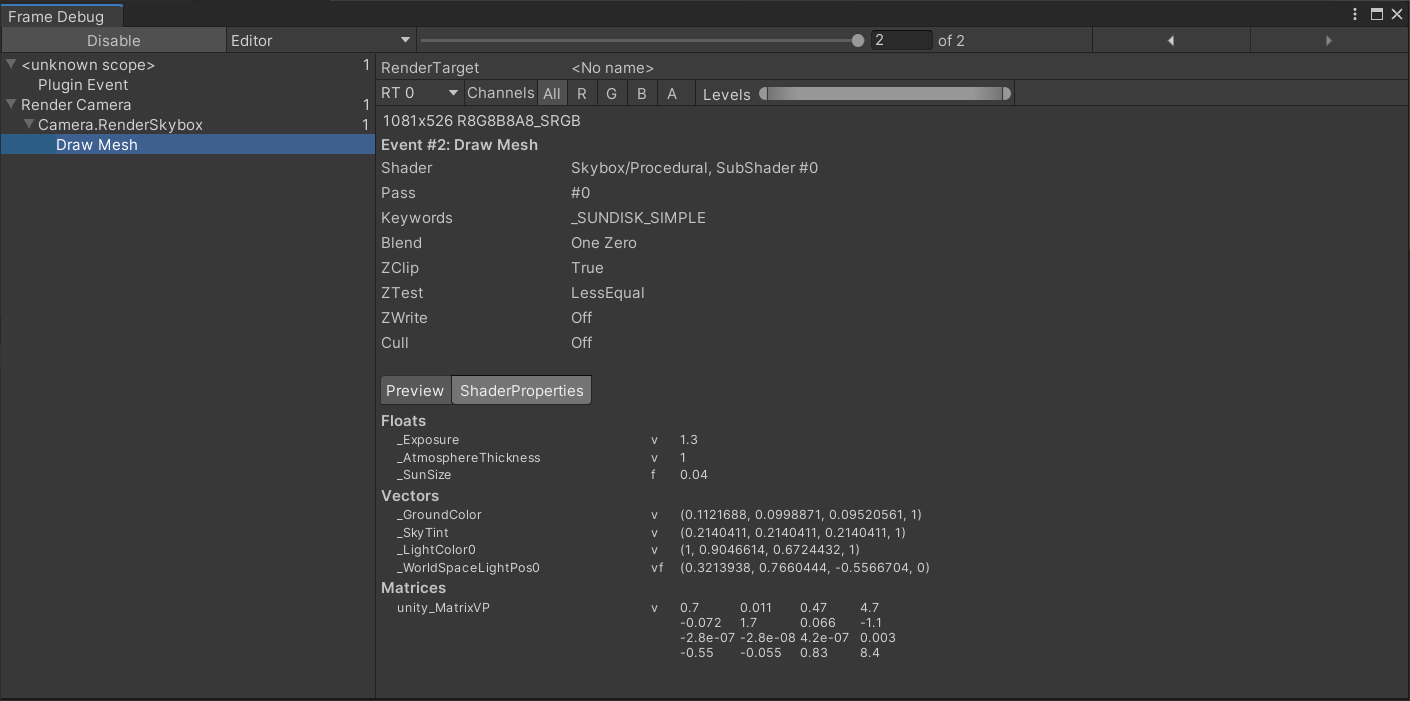 Frame Debug
Disable Editor 2 of 2
<unknown scope> 1
Plugin Event
Render Camera 1
Camera.RenderSkybox 1
Draw Mesh
RenderTarget <No name>
RT 0 Channels All R G B A Levels
1081x526 R8G8B8A8_SRGB
Event #2: Draw Mesh
Shader Skybox/Procedural, SubShader #0
Pass #0
Keywords _SUNDISK_SIMPLE
Blend One Zero
ZClip True
ZTest LessEqual
ZWrite Off
Cull Off
Preview ShaderProperties
Floats
_Exposure v 1.3
_AtmosphereThickness v 1
_SunSize f 0.04
Vectors
_GroundColor v (0.1121688, 0.0998871, 0.09520561, 1)
_SkyTint v (0.2140411, 0.2140411, 0.2140411, 1)
_LightColor0 v (1, 0.9046614, 0.6724432, 1)
_WorldSpaceLightPos0 vf (0.3213938, 0.7660444, -0.5566704, 0)
Matrices
unity_MatrixVP v 0.7 0.011 0.47 4.7
-0.072 1.7 0.066 -1.1
-2.8e-07 -2.8e-08 4.2e-07 0.003
-0.55 -0.055 0.83 8.4